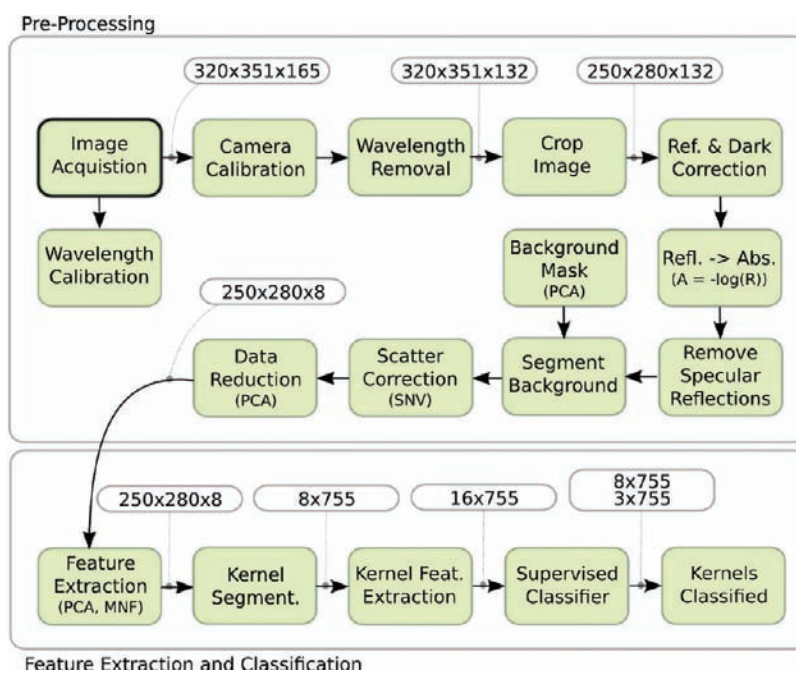 Pre-Processing
320x351x165
320x351x132
250x280x132
Image
Acquistion
Camera
Calibration
Wavelength
Removal
Crop
Image
Ref. & Dark
Correction
Wavelength
Calibration
Background
Mask
(PCA)
Refl. -> Abs.
(A = -log(R))
250x280x8
Data
Reduction
(PCA)
Scatter
Correction
(SNV)
Segment
Background
Remove
Specular
Reflections
250x280x8
8x755
16x755
8x755
3x755
Feature
Extraction
(PCA, MNF)
Kernel
Segment.
Kernel Feat.
Extraction
Supervised
Classifier
Kernels
Classified
Feature Extraction and Classification